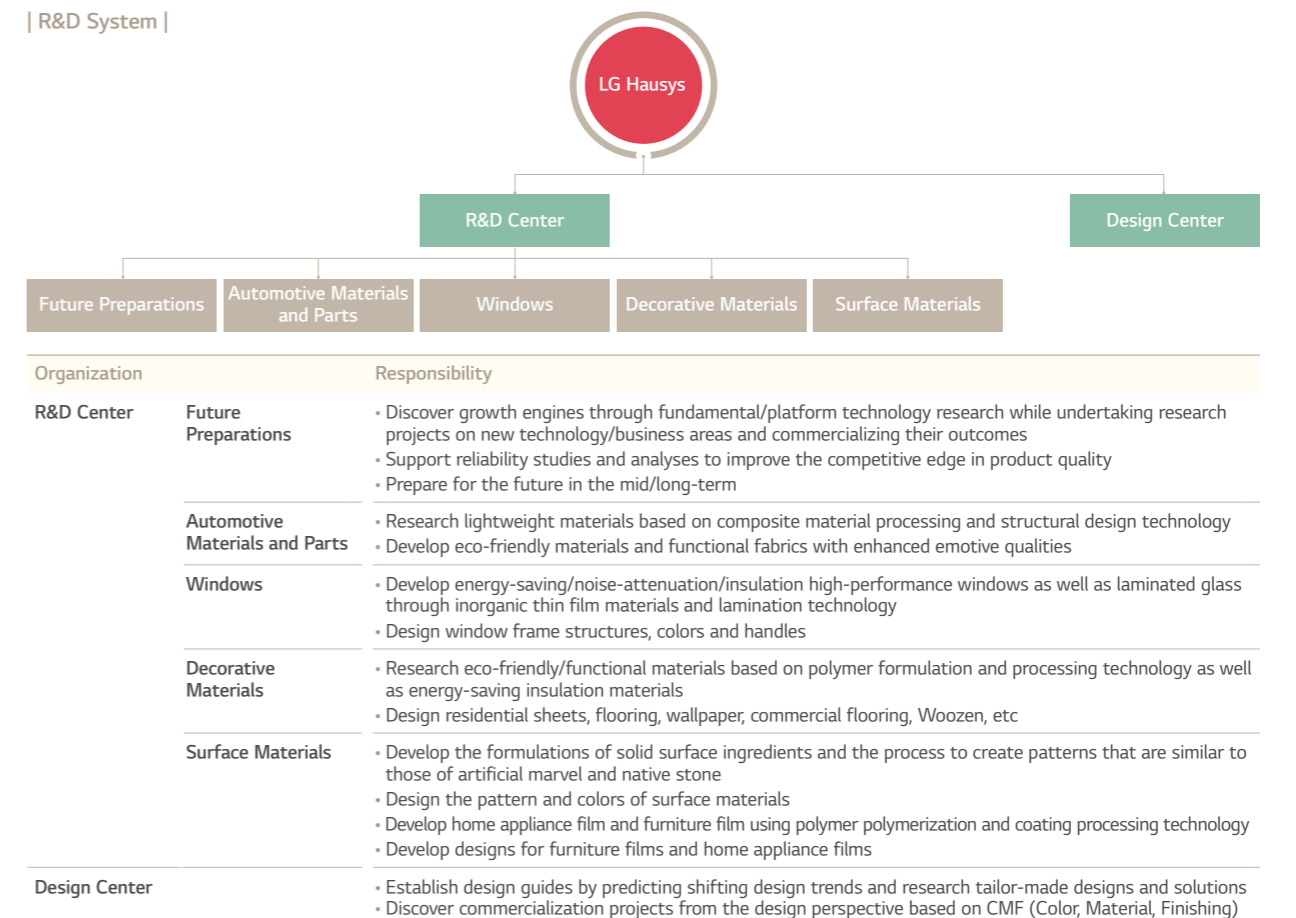 | R&D System |
LG Hausys
R&D Center
Design Center
Future Preparations
Automotive Materials
and Parts
Windows
Decorative Materials
Surface Materials
Organization
Responsibility
R&D Center
Future
Preparations
• Discover growth engines through fundamental/platform technology research while undertaking research
projects on new technology/business areas and commercializing their outcomes
• Support reliability studies and analyses to improve the competitive edge in product quality
• Prepare for the future in the mid/long-term
Automotive
Materials and Parts
• Research lightweight materials based on composite material processing and structural design technology
• Develop eco-friendly materials and functional fabrics with enhanced emotive qualities
Windows
• Develop energy-saving/noise-attenuation/insulation high-performance windows as well as laminated glass
through inorganic thin film materials and lamination technology
• Design window frame structures, colors and handles
Decorative
Materials
• Research eco-friendly/functional materials based on polymer formulation and processing technology as well
as energy-saving insulation materials
• Design residential sheets, flooring, wallpaper, commercial flooring, Woozen, etc
Surface Materials
• Develop the formulations of solid surface ingredients and the process to create patterns that are similar to
those of artificial marvel and native stone
• Design the pattern and colors of surface materials
• Develop home appliance film and furniture film using polymer polymerization and coating processing technology
• Develop designs for furniture films and home appliance films
Design Center
• Establish design guides by predicting shifting design trends and research tailor-made designs and solutions
• Discover commercialization projects from the design perspective based on CMF (Color, Material, Finishing)